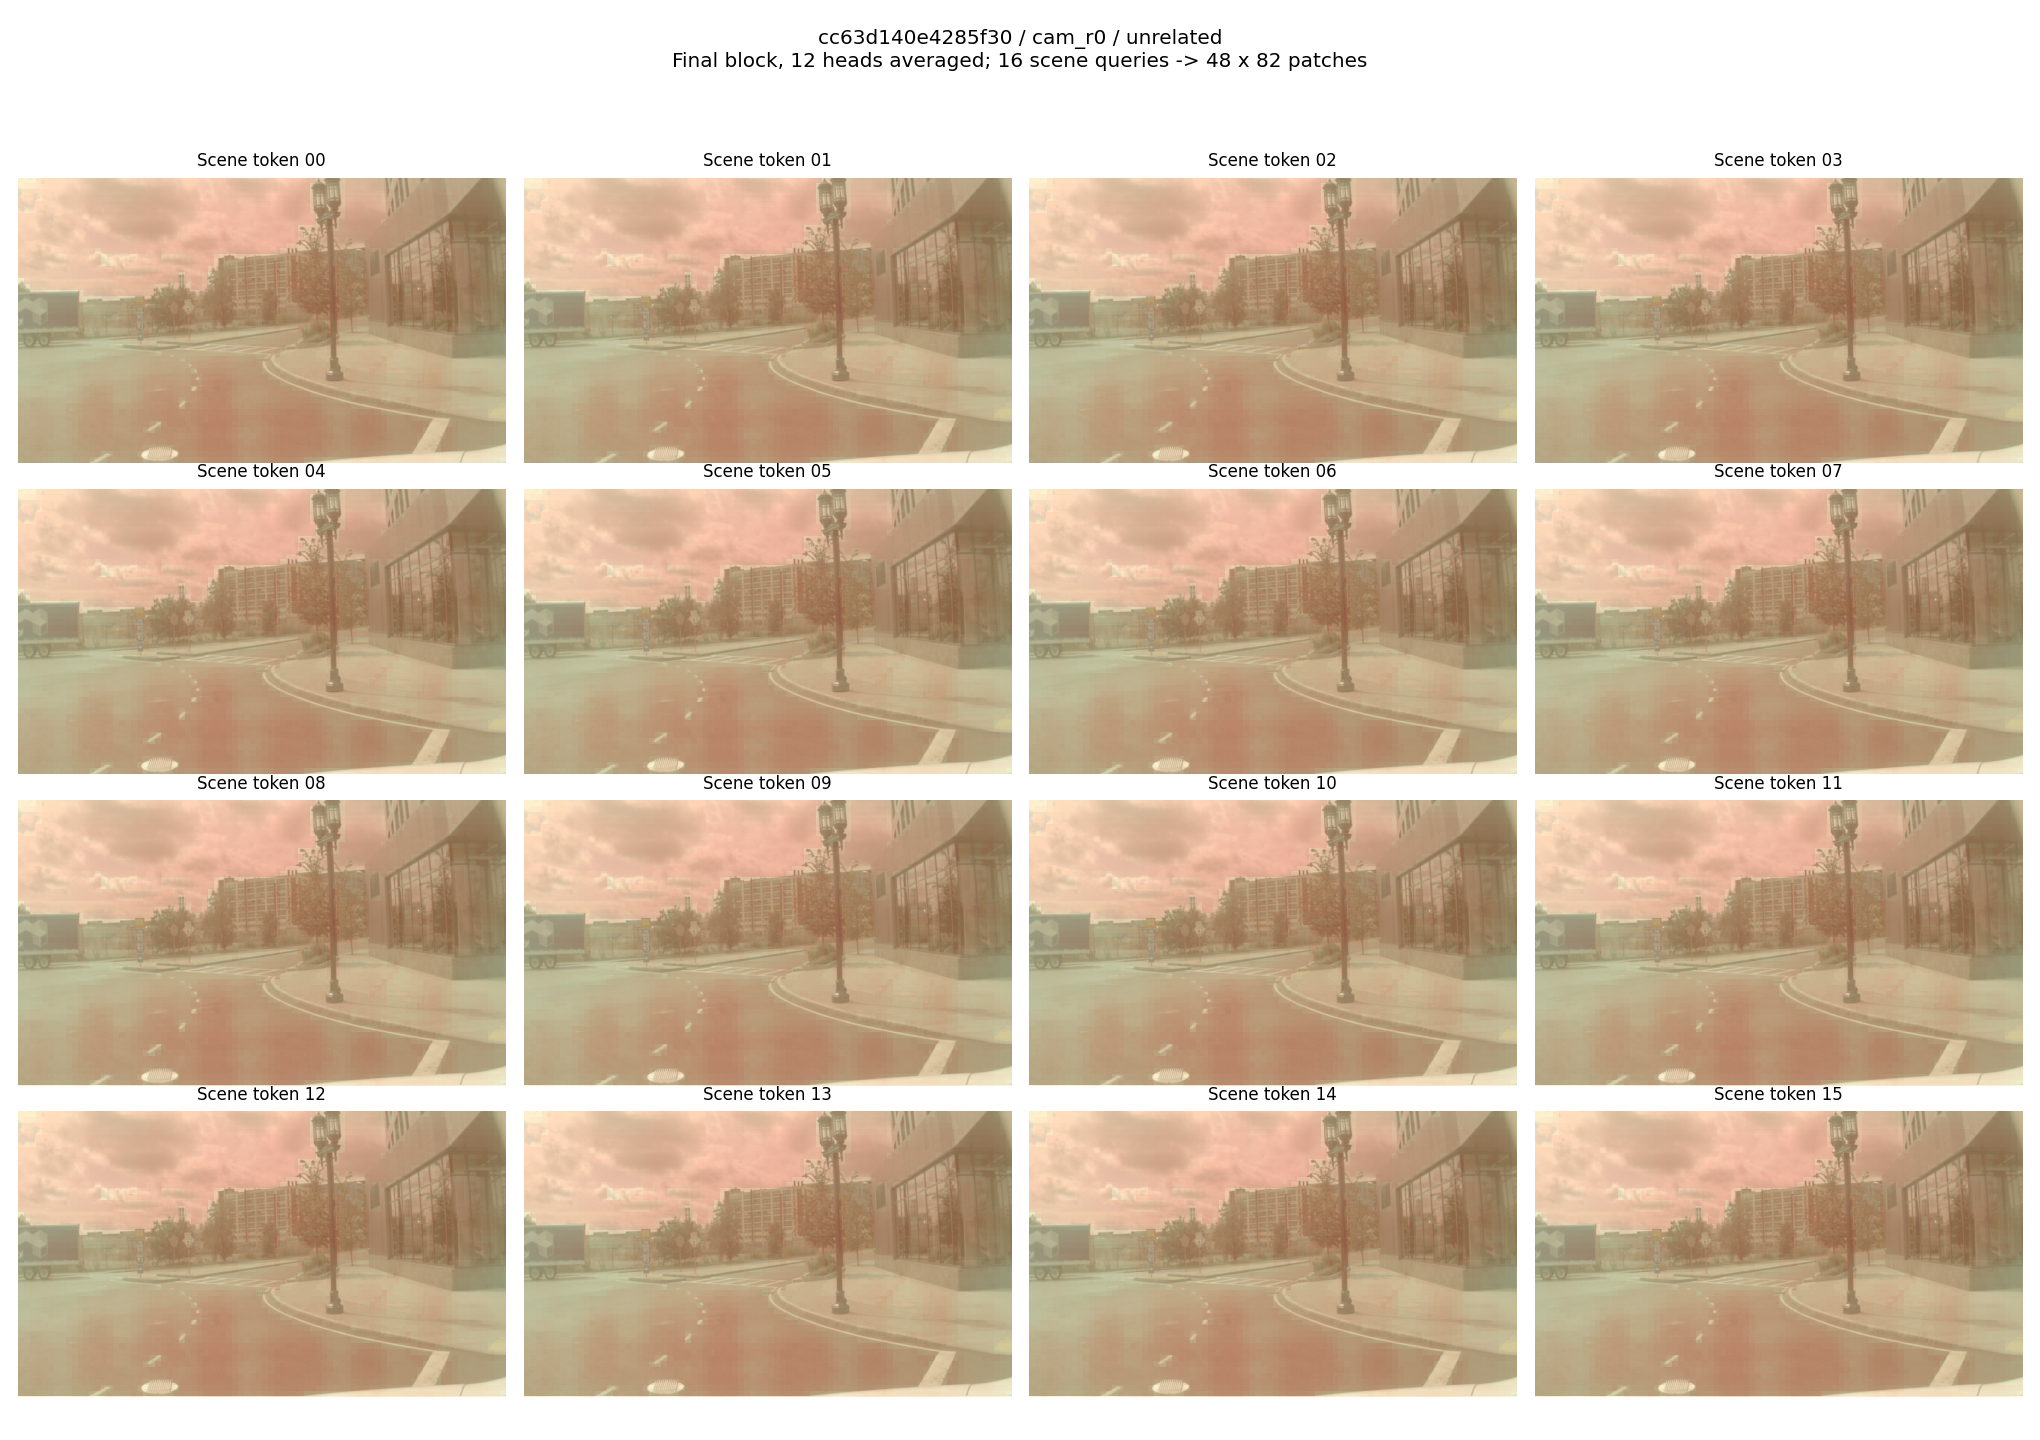 cc63d140e4285f30 / cam_r0 / unrelated
Final block, 12 heads averaged; 16 scene queries -> 48 x 82 patches
Scene token 00
Scene token 01
Scene token 02
Scene token 03
Scene token 04
Scene token 05
Scene token 06
Scene token 07
Scene token 08
Scene token 09
Scene token 10
Scene token 11
Scene token 12
Scene token 13
Scene token 14
Scene token 15